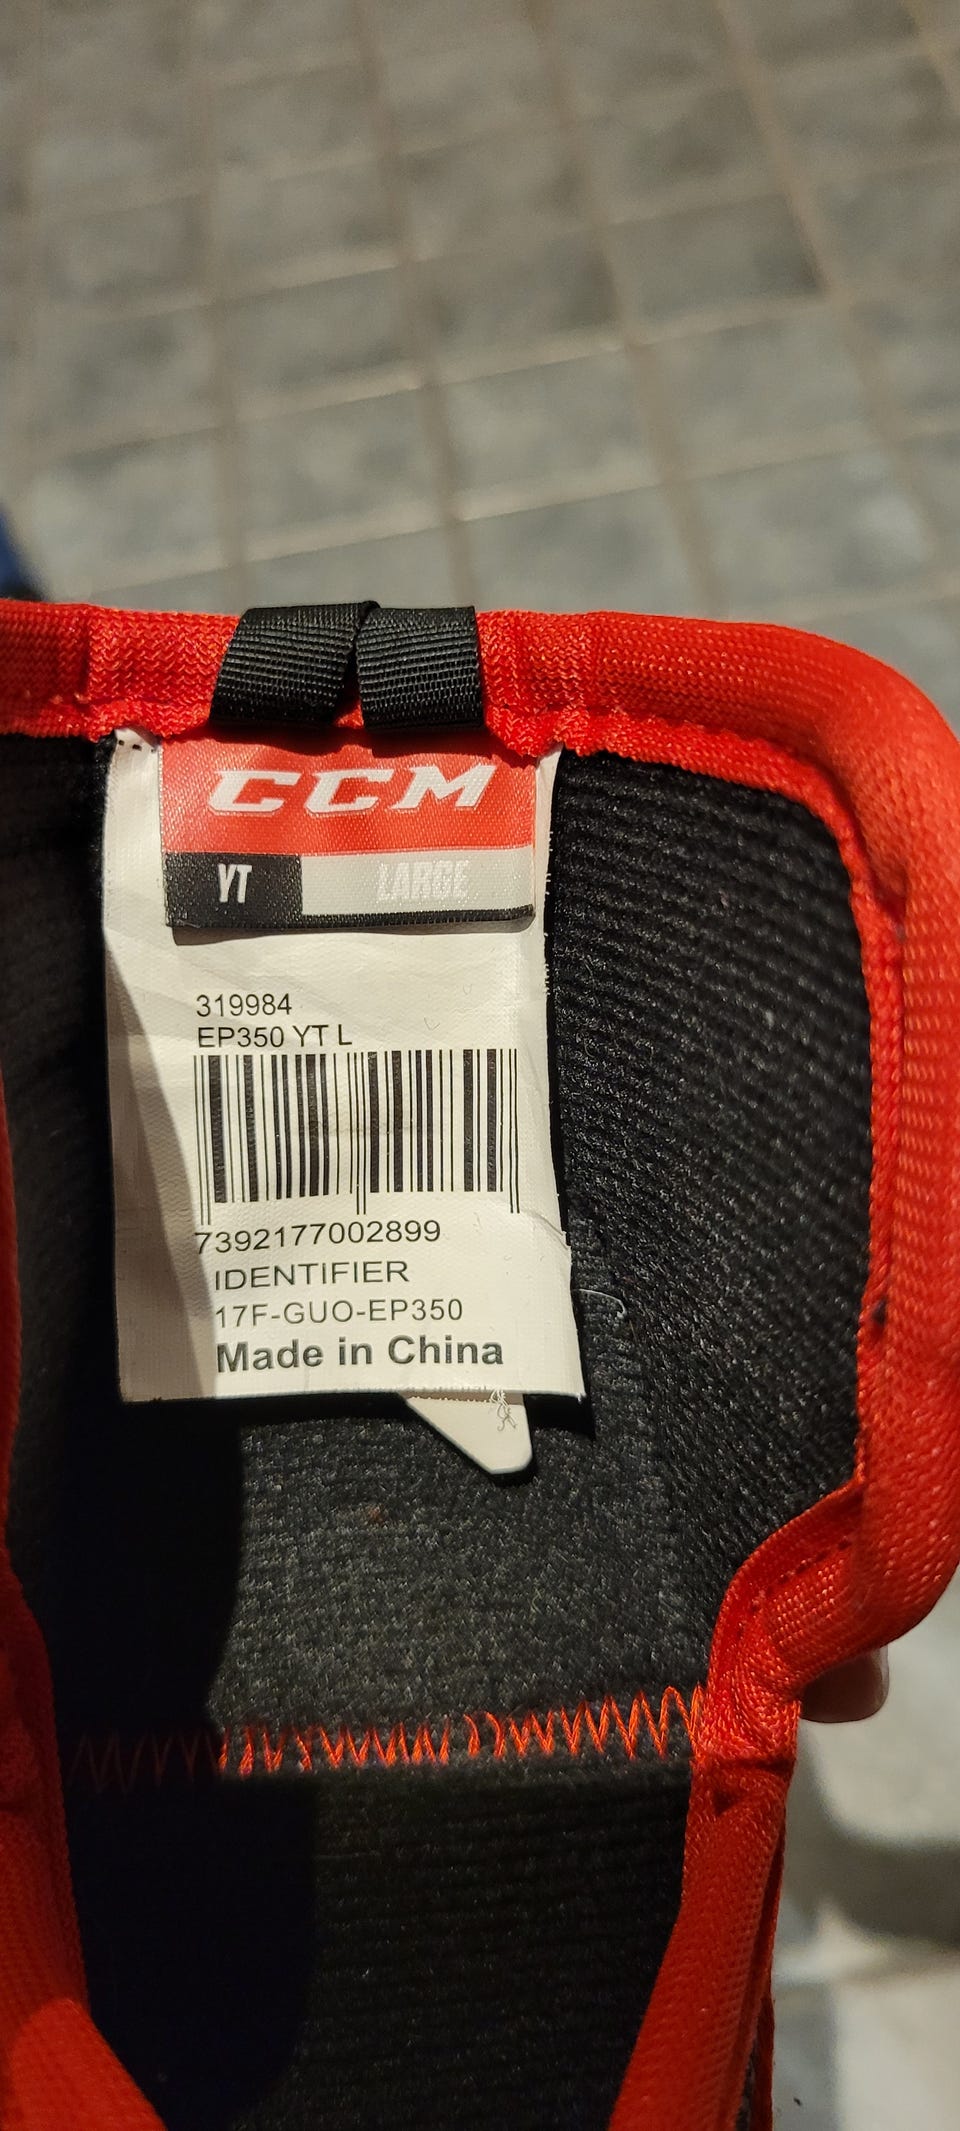 CCM
YT LARGE
319984
EP350 YT L
7392177002899
IDENTIFIER
17F-GUO-EP350
Made in China